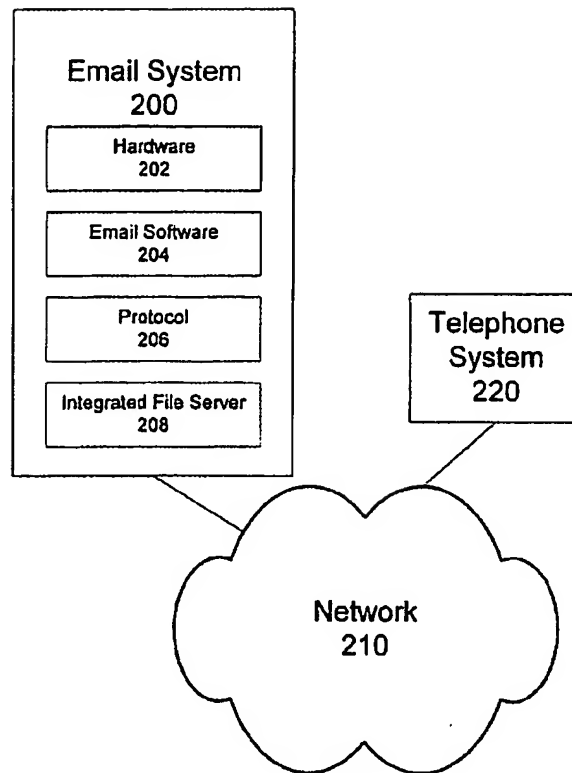 Email System
200
Hardware
202
Email Software
204
Protocol
206
Integrated File Server
208
Telephone
System
220
Network
210